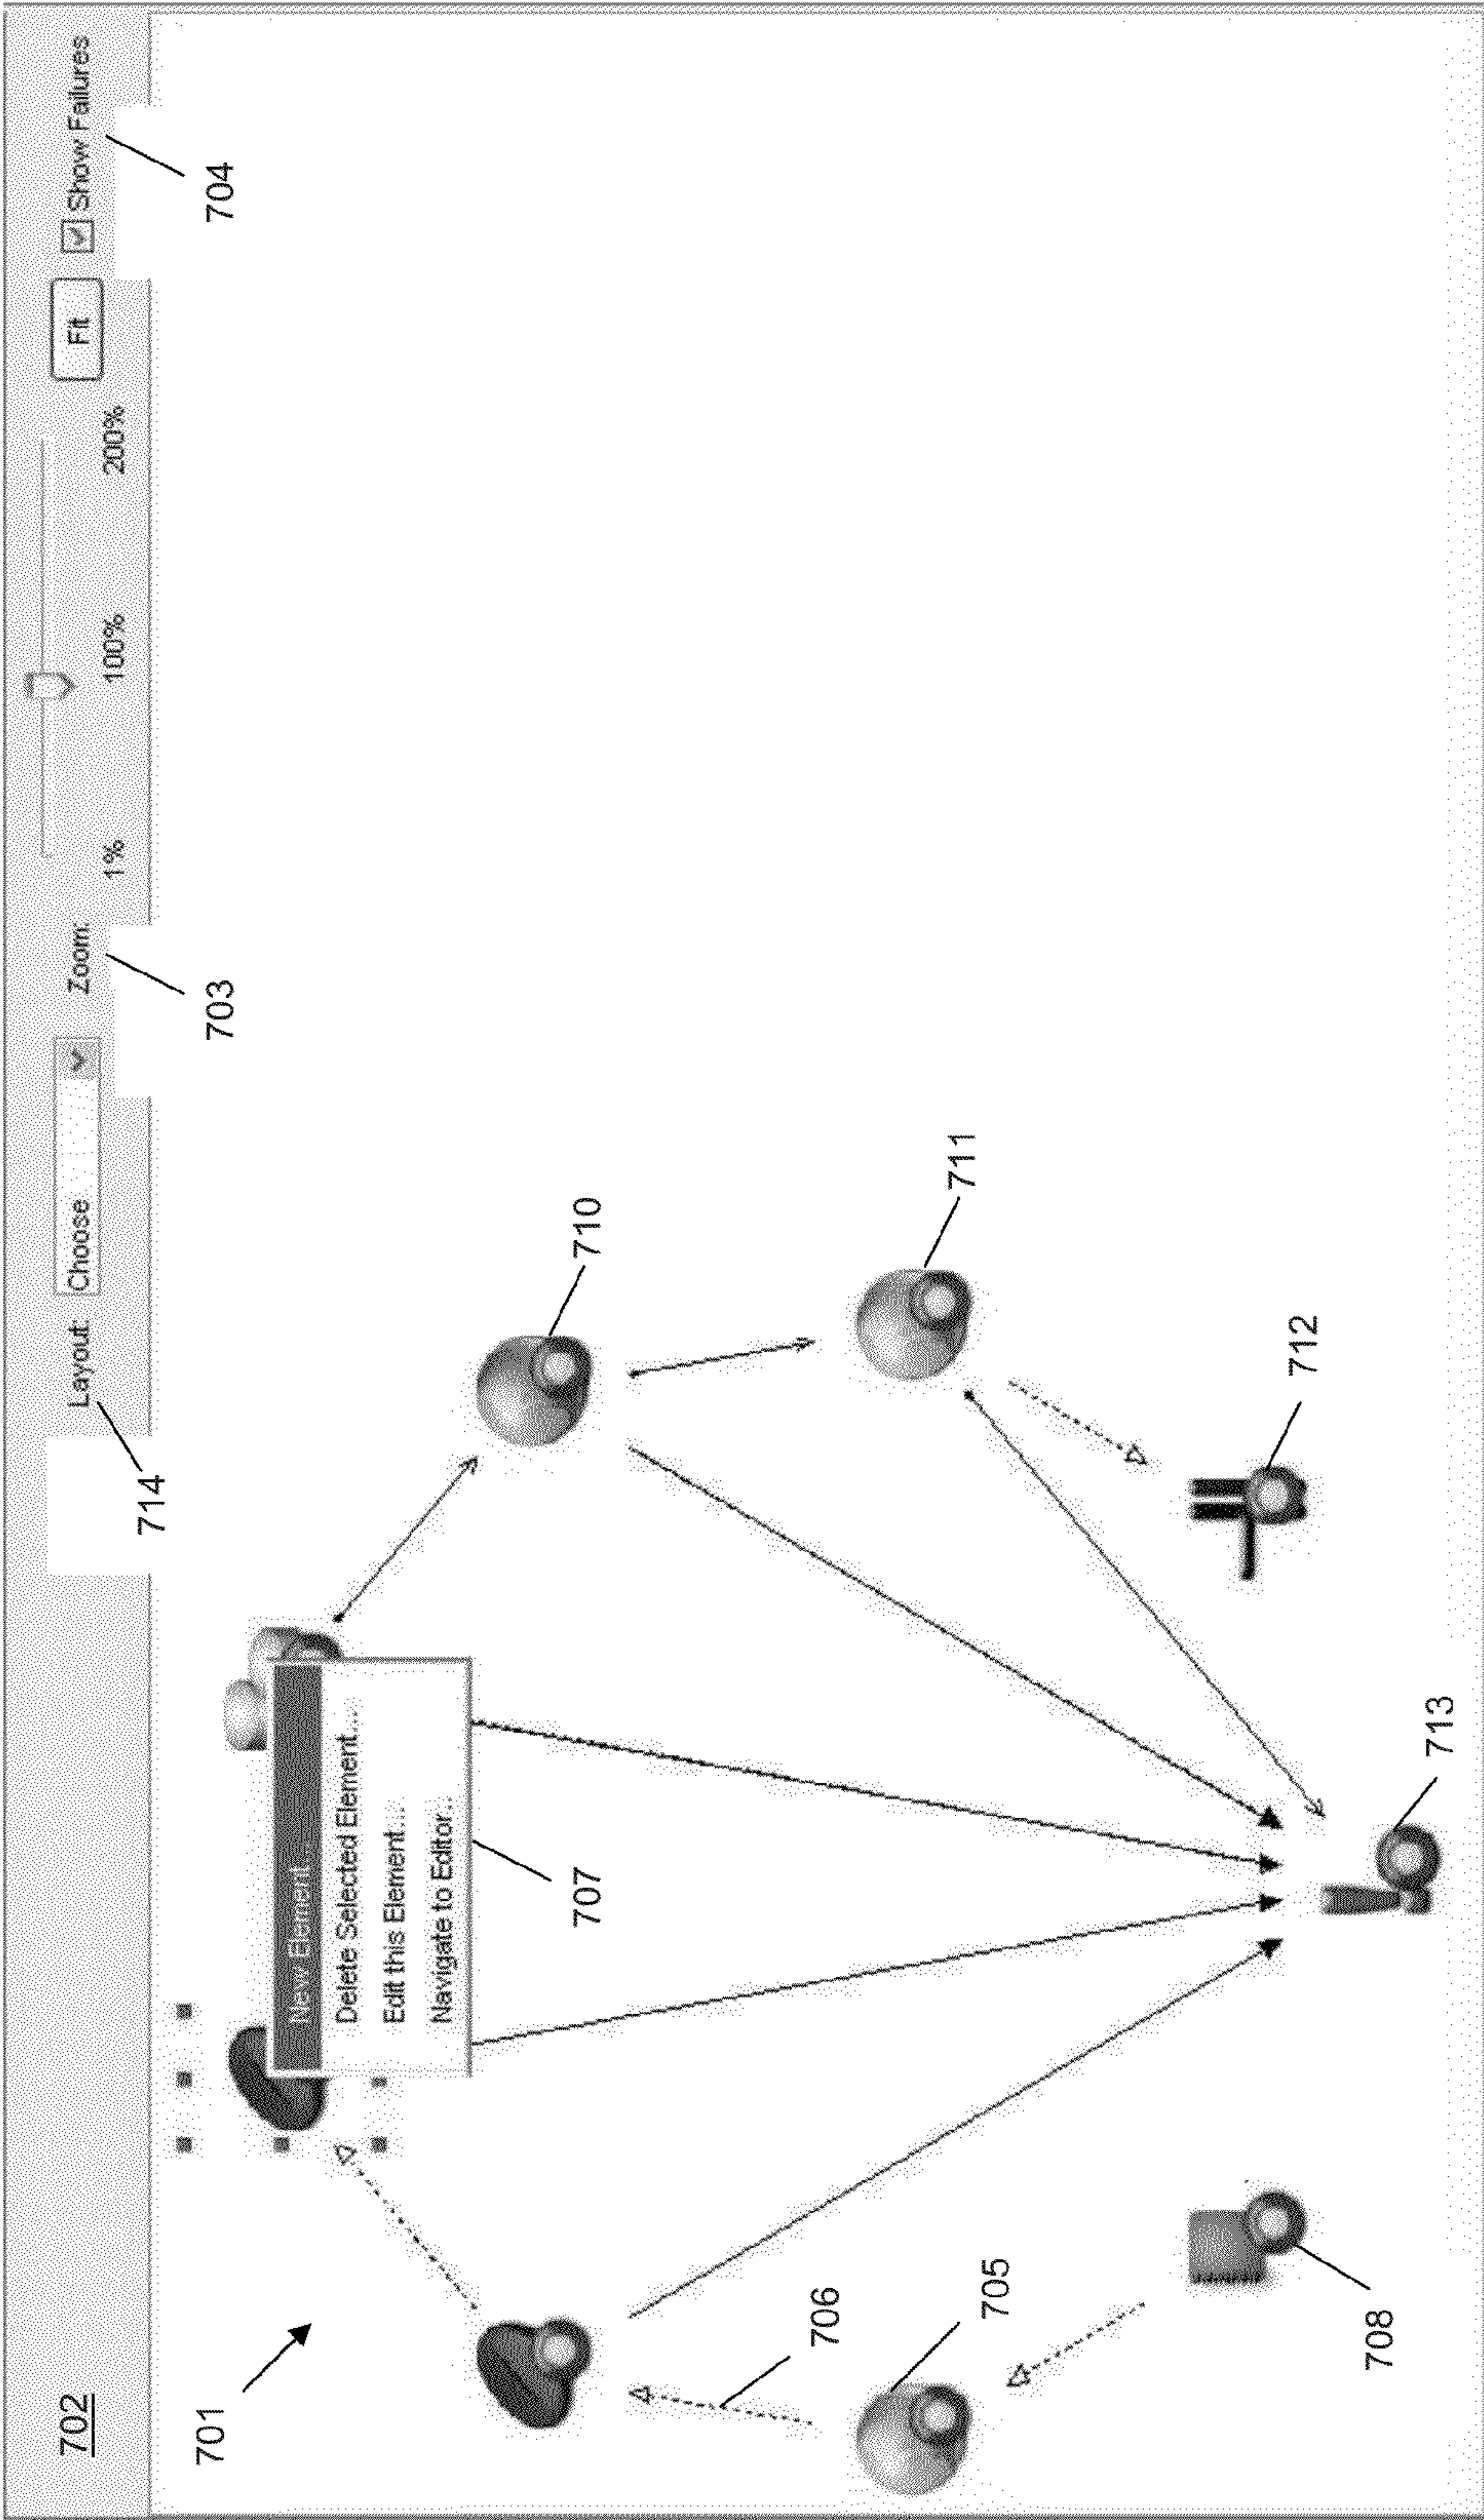 702
Layout:
Choose
Zoom:
1%
100%
200%
Fit
Show Failures
714
703
704
701
New Element...
Delete Selected Element...
Edit this Element...
Navigate to Editor...
707
710
706
705
711
708
712
713